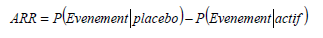 ARR = P(Evenement|placebo) – P(Evenement|actif)